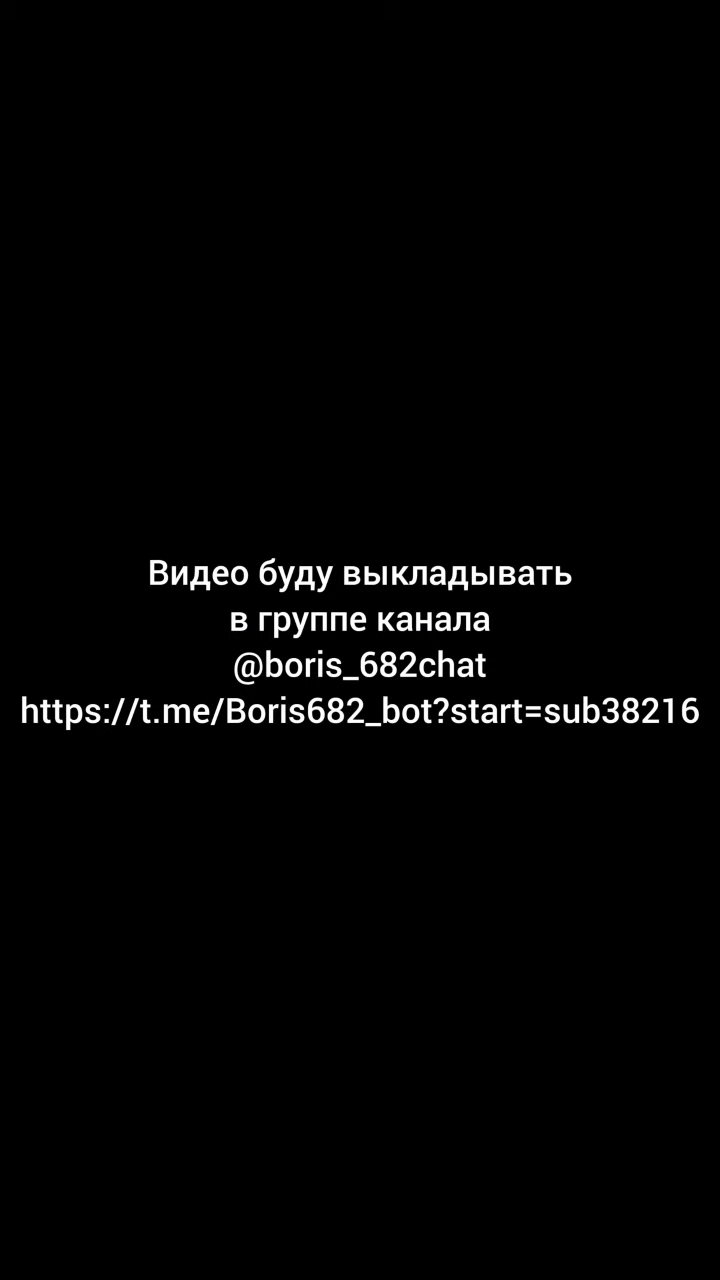 Видео буду выкладывать
в группе канала
@boris_682chat
https://t.me/Boris682_bot?start=sub38216